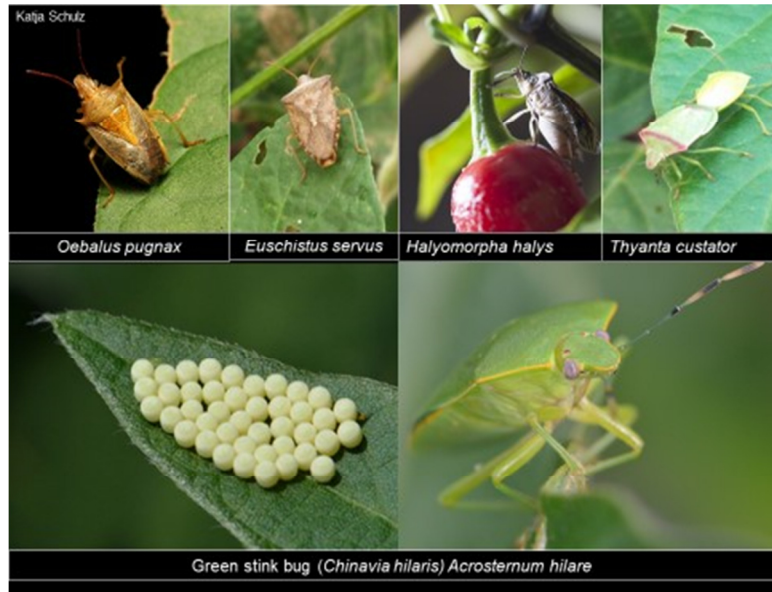 Katja Schulz
Oebalus pugnax
Euschistus servus
Halyomorpha halys
Thyanta custator
Green stink bug (Chinavia hilaris) Acrosternum hilare